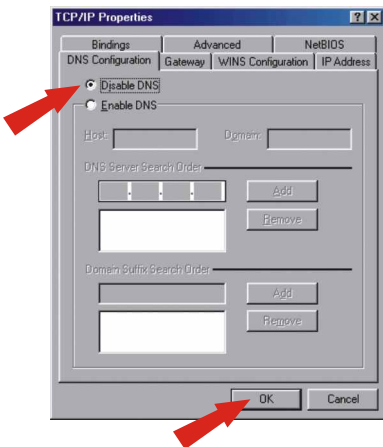 TCP/IP Properties
Bindings Advanced NetBIOS
DNS Configuration Gateway WINS Configuration IP Address
Disable DNS
Enable DNS
Host: Domain:
DNS Server Search Order
Add
Remove
Domain Suffix Search Order
Add
Remove
OK Cancel